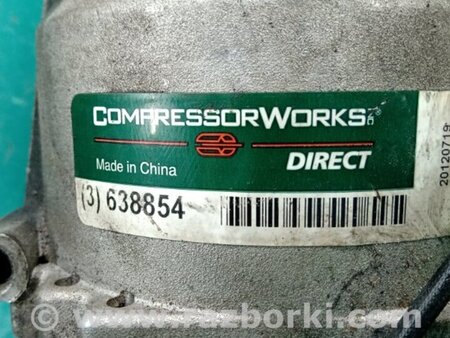 COMPRESSORWORKS
Made in China
DIRECT
(3) 638854
20120719
© www.razborki.com